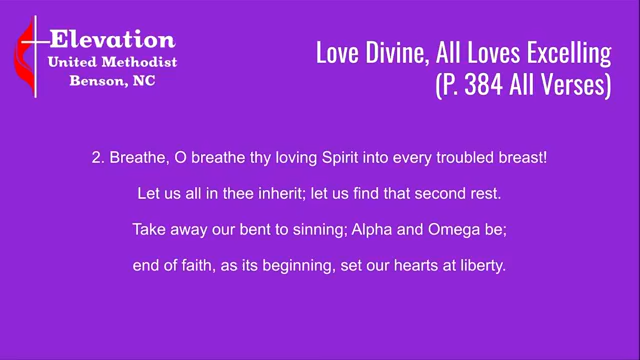 Elevation
United Methodist
Benson, NC
Love Divine, All Loves Excelling
(P. 384 All Verses)
2. Breathe, O breathe thy loving Spirit into every troubled breast!
Let us all in thee inherit; let us find that second rest.
Take away our bent to sinning; Alpha and Omega be;
end of faith, as its beginning, set our hearts at liberty.